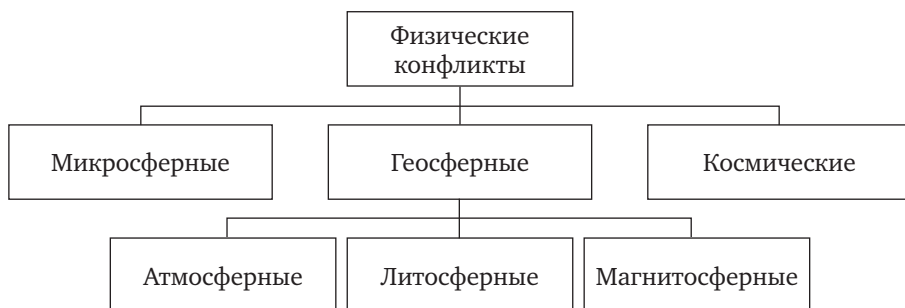 Физические
конфликты
Микросферные
Геосферные
Космические
Атмосферные
Литосферные
Магнитосферные